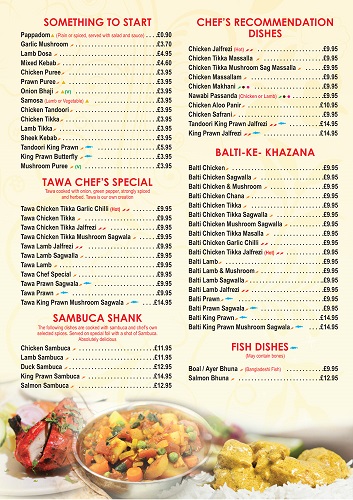 SOMETHING TO START
Pappadom (Plain or spiced, served with salad and sauce) ....£0.90
Garlic Mushroom ....£3.70
Lamb Dosa ....£4.95
Mixed Kebab ....£4.60
Chicken Puree ....£3.95
Prawn Puree ....£3.95
Onion Bhaji (V) ....£3.95
Samosa (Lamb or Vegetable) ....£3.95
Chicken Tandoori ....£3.95
Chicken Tikka ....£3.95
Lamb Tikka ....£3.95
Sheek Kebab ....£3.95
Tandoori King Prawn ....£5.95
King Prawn Butterfly ....£3.95
Mushroom Puree (V) ....£3.95
TAWA CHEF'S SPECIAL
Tawa cooked with onion, green pepper, strongly spiced
and herbed. Tawa is our own creation
Tawa Chicken Tikka Garlic Chilli (Hot) ....£9.95
Tawa Chicken Tikka ....£9.95
Tawa Chicken Tikka Jalfrezi ....£9.95
Tawa Chicken Tikka Mushroom Sagwala ....£9.95
Tawa Lamb Jalfrezi ....£9.95
Tawa Lamb Sagwalla ....£9.95
Tawa Lamb ....£9.95
Tawa Chef Special ....£9.95
Tawa Prawn Sagwala ....£9.95
Tawa Prawn ....£9.95
Tawa King Prawn Mushroom Sagwala ....£14.95
SAMBUCA SHANK
The following dishes are cooked with sambuca and chef's own
selected spices. Served on special foil with a shot of Sambuca.
Absolutely delicious
Chicken Sambuca ....£11.95
Lamb Sambuca ....£11.95
Duck Sambuca ....£12.95
King Prawn Sambuca ....£14.95
Salmon Sambuca ....£12.95
CHEF'S RECOMMENDATION
DISHES
Chicken Jalfrezi (Hot) ....£9.95
Chicken Tikka Massalla ....£9.95
Chicken Tikka Mushroom Sag Massalla ....£9.95
Chicken Massallam ....£9.95
Chicken Makhani ....£9.95
Nawabi Passanda (Chicken or Lamb) ....£9.95
Chicken Aloo Panir ....£10.95
Chicken Safrani ....£9.95
Tandoori King Prawn Jalfrezi ....£14.95
King Prawn Jalfrezi ....£14.95
BALTI-KE- KHAZANA
Balti Chicken ....£9.95
Balti Chicken Sagwalla ....£9.95
Balti Chicken & Mushroom ....£9.95
Balti Chicken Chana ....£9.95
Balti Chicken Tikka ....£9.95
Balti Chicken Tikka Sagwalla ....£9.95
Balti Chicken Mushroom Sagwalla ....£9.95
Balti Chicken Tikka Masalla ....£9.95
Balti Chicken Garlic Chilli ....£9.95
Balti Chicken Tikka Jalfrezi (Hot) ....£9.95
Balti Lamb ....£9.95
Balti Lamb & Mushroom ....£9.95
Balti Lamb Sagwalla ....£9.95
Balti Lamb Jalfrezi ....£9.95
Balti Prawn ....£9.95
Balti Prawn Sagwalla ....£9.95
Balti King Prawn ....£14.95
Balti King Prawn Mushroom Sagwalla ....£14.95
FISH DISHES
(May contain bones)
Boal / Ayer Bhuna (Bangladeshi Fish) ....£9.95
Salmon Bhuna ....£12.95